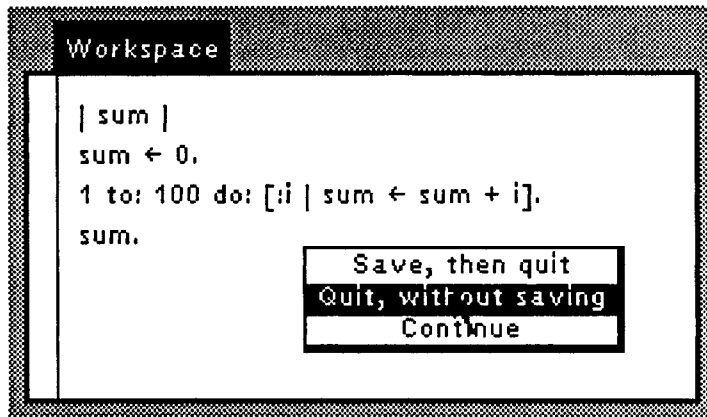 Workspace
| sum |
sum ← 0.
1 to: 100 do: [:i | sum ← sum + i].
sum.
Save, then quit
Quit, without saving
Continue